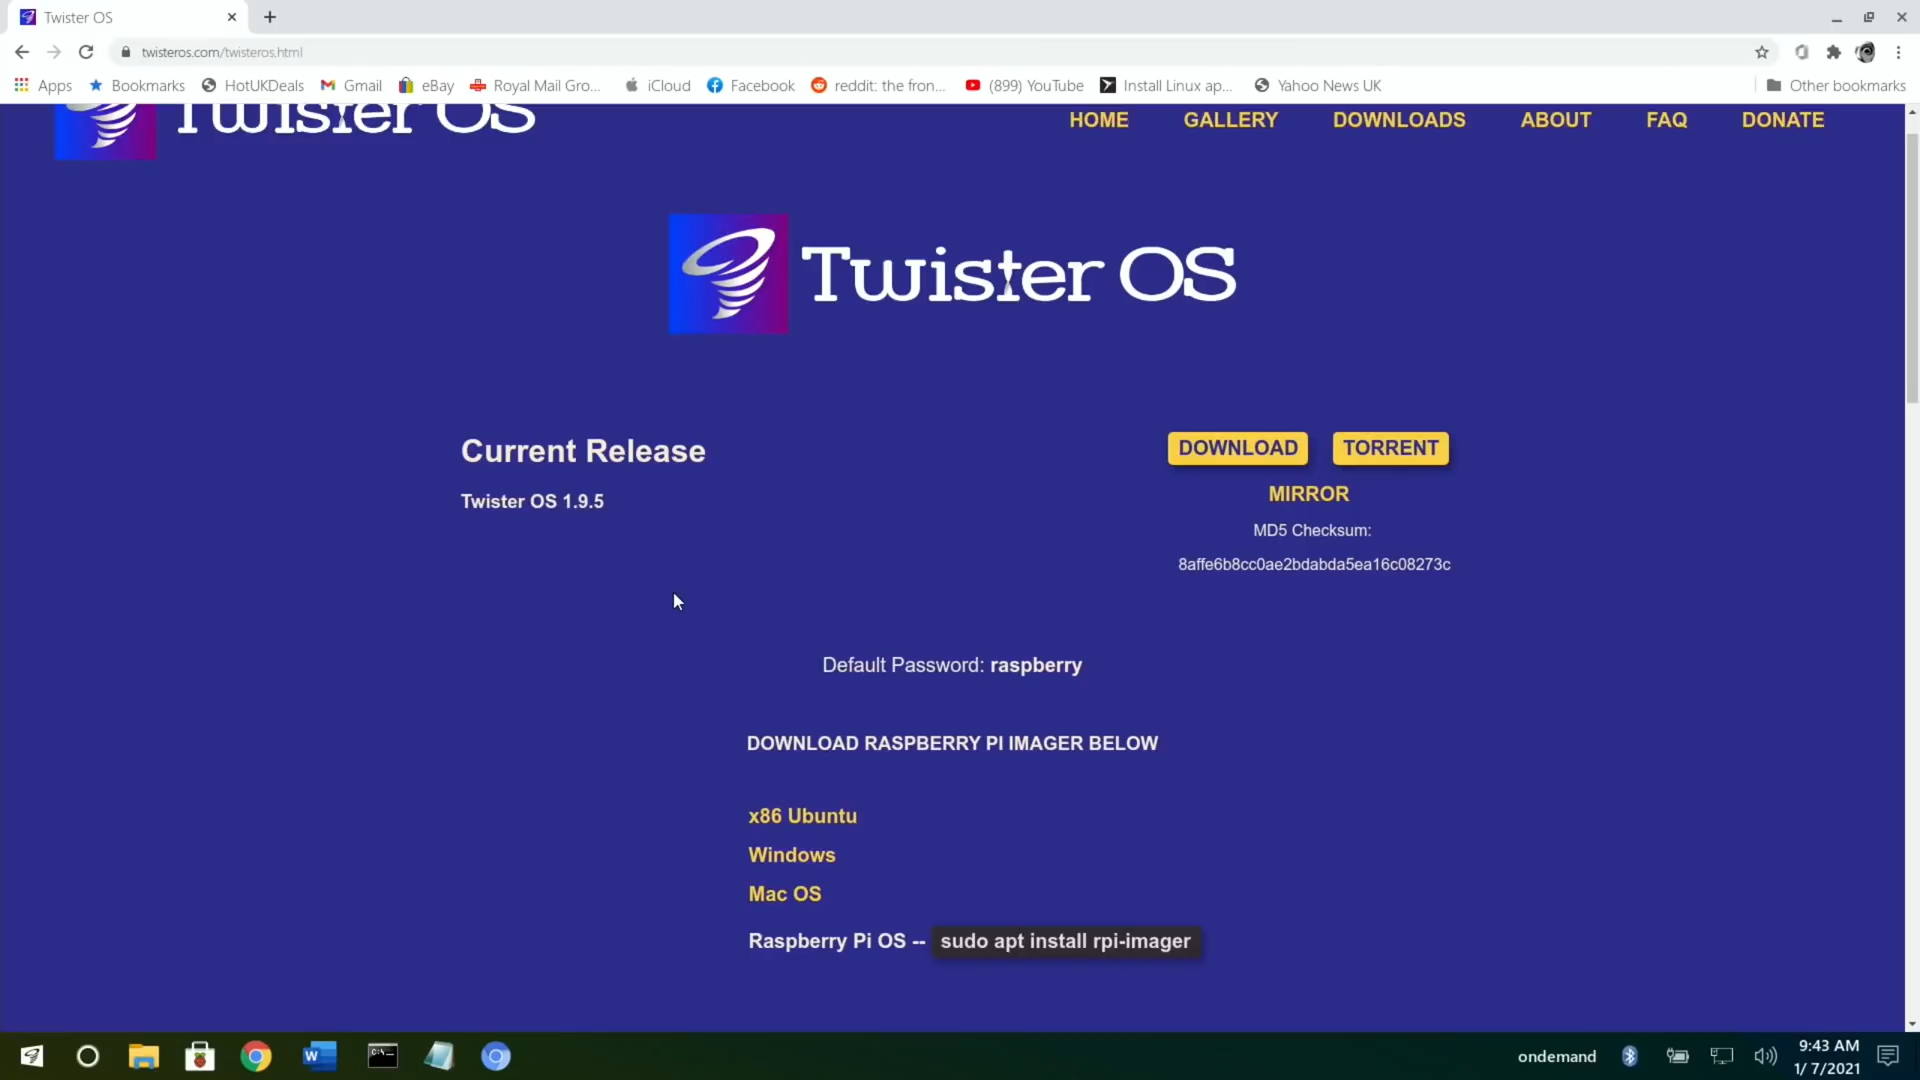 Twister OS
twisteros.com/twisteros.html
Apps
Bookmarks
HotUKDeals
Gmail
eBay
Royal Mail Gro...
iCloud
Facebook
reddit: the fron...
(899) YouTube
Install Linux ap...
Yahoo News UK
Other bookmarks
Twister OS
HOME
GALLERY
DOWNLOADS
ABOUT
FAQ
DONATE
Twister OS
Current Release
Twister OS 1.9.5
DOWNLOAD
TORRENT
MIRROR
MD5 Checksum:
8affe6b8cc0ae2bdabda5ea16c08273c
Default Password: raspberry
DOWNLOAD RASPBERRY PI IMAGER BELOW
x86 Ubuntu
Windows
Mac OS
Raspberry Pi OS -- sudo apt install rpi-imager
W
C:\_
ondemand
9:43 AM
1/ 7/2021